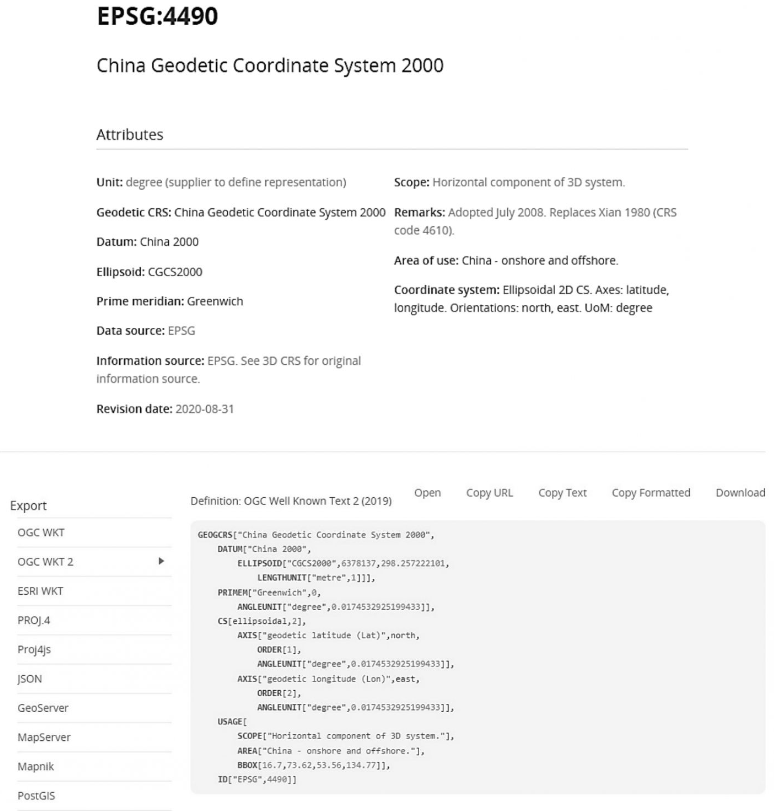 EPSG:4490
China Geodetic Coordinate System 2000
Attributes
Unit: degree (supplier to define representation)
Geodetic CRS: China Geodetic Coordinate System 2000
Datum: China 2000
Ellipsoid: CGCS2000
Prime meridian: Greenwich
Data source: EPSG
Information source: EPSG. See 3D CRS for original
information source.
Revision date: 2020-08-31
Scope: Horizontal component of 3D system.
Remarks: Adopted July 2008. Replaces Xian 1980 (CRS
code 4610).
Area of use: China - onshore and offshore.
Coordinate system: Ellipsoidal 2D CS. Axes: latitude,
longitude. Orientations: north, east. UoM: degree
Export
OGC WKT
OGC WKT 2
ESRI WKT
PROJ.4
Proj4js
JSON
GeoServer
MapServer
Mapnik
PostGIS
Definition: OGC Well Known Text 2 (2019)
Open
Copy URL
Copy Text
Copy Formatted
Download
GEOGCRS["China Geodetic Coordinate System 2000",
DATUM["China 2000",
ELLIPSOID["CGCS2000",6378137,298.257222101,
LENGTHUNIT["metre",1]]],
PRIMEM["Greenwich",0,
ANGLEUNIT["degree",0.0174532925199433]],
CS[ellipsoidal,2],
AXIS["geodetic latitude (Lat)",north,
ORDER[1],
ANGLEUNIT["degree",0.0174532925199433]],
AXIS["geodetic longitude (Lon)",east,
ORDER[2],
ANGLEUNIT["degree",0.0174532925199433]],
USAGE[
SCOPE["Horizontal component of 3D system."],
AREA["China - onshore and offshore."],
BBOX[16.7,73.62,53.56,134.77]],
ID["EPSG",4490]]